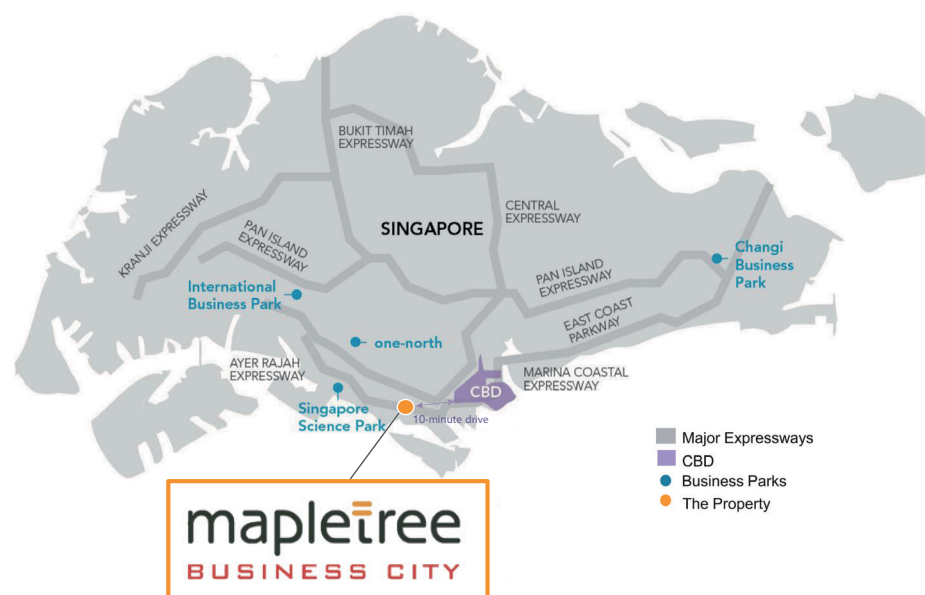 BUKIT TIMAH
EXPRESSWAY
KRANJI EXPRESSWAY
PAN ISLAND
EXPRESSWAY
SINGAPORE
CENTRAL
EXPRESSWAY
International
Business Park
PAN ISLAND
EXPRESSWAY
Changi
Business
Park
one-north
EAST COAST
PARKWAY
AYER RAJAH
EXPRESSWAY
Singapore
Science Park
CBD
10-minute drive
MARINA COASTAL
EXPRESSWAY
Major Expressways
CBD
Business Parks
The Property
mapletree
BUSINESS CITY